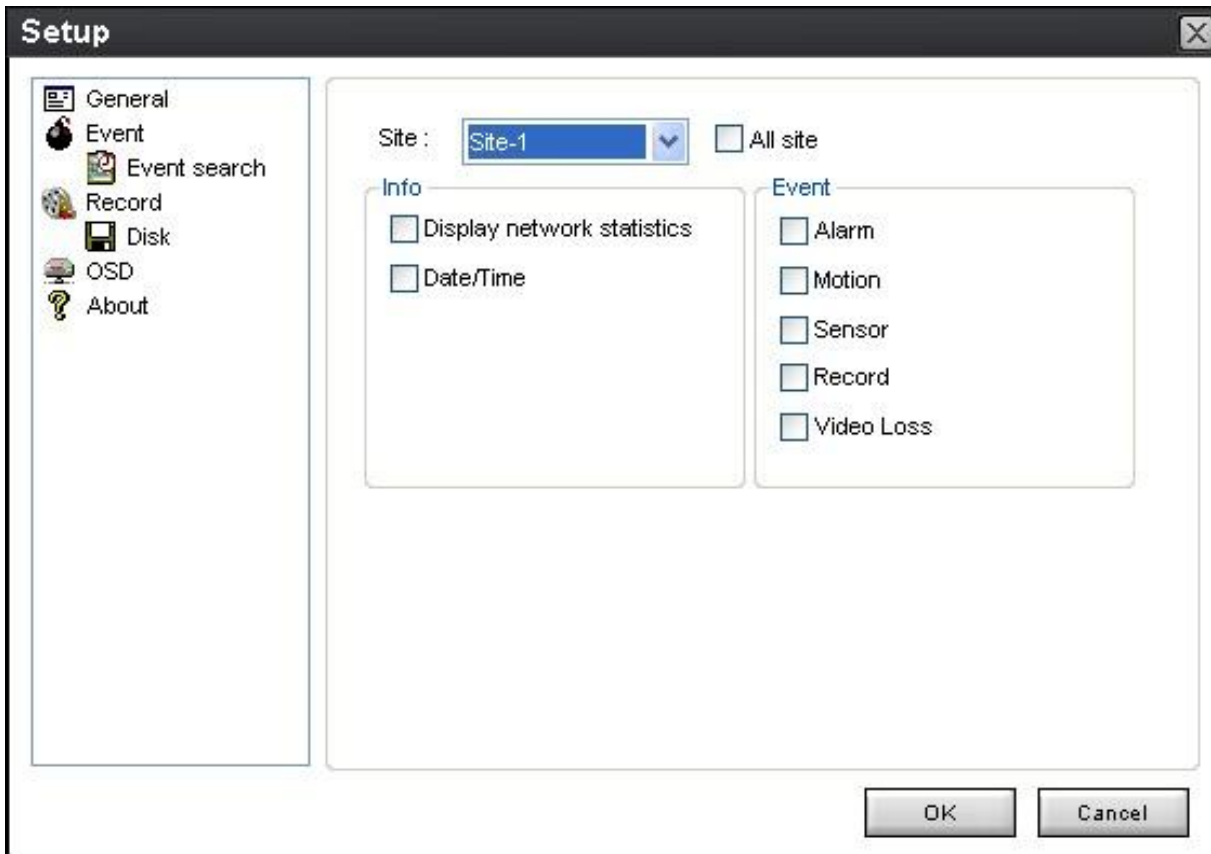 Setup
General
Event
Event search
Record
Disk
OSD
About
Site :
Site-1
All site
Info
Display network statistics
Date/Time
Event
Alarm
Motion
Sensor
Record
Video Loss
OK
Cancel